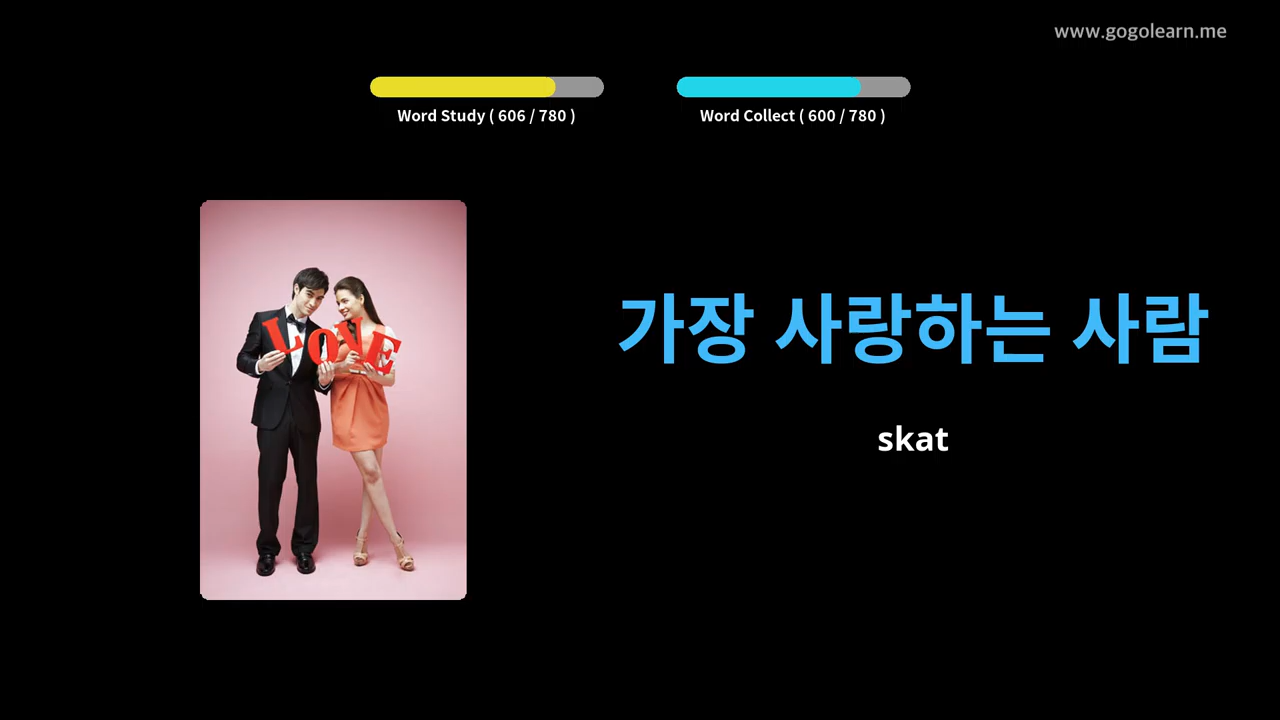 www.gogolearn.me
Word Study ( 606 / 780 )
Word Collect ( 600 / 780 )
LOVE
가장 사랑하는 사람
skat